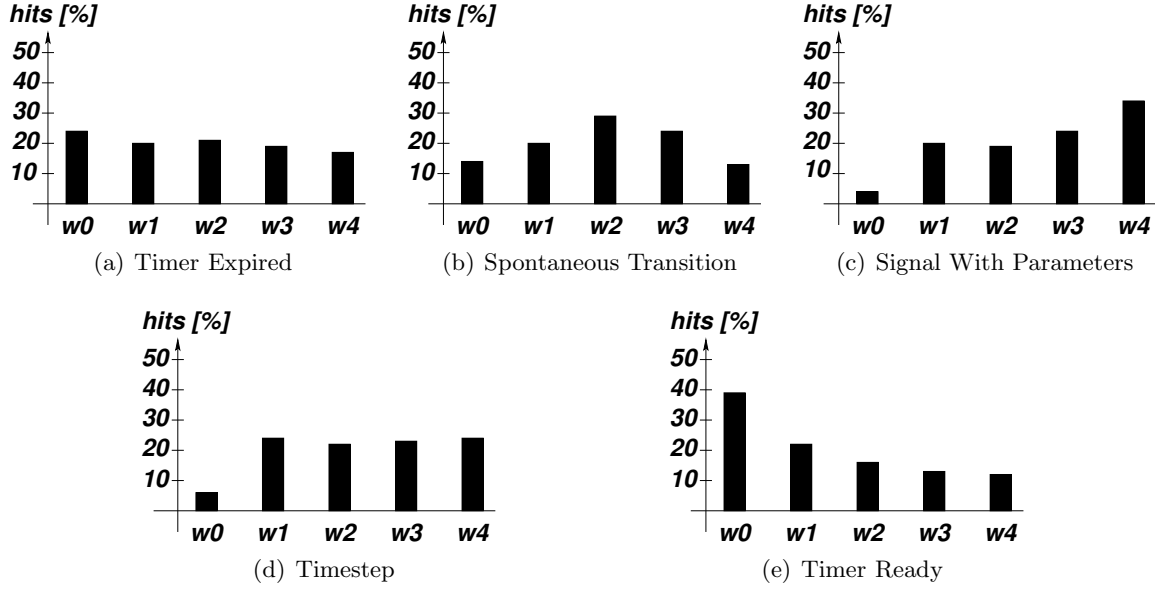 hits [%]
50
40
30
20
10
w0 w1 w2 w3 w4
(a) Timer Expired
hits [%]
50
40
30
20
10
w0 w1 w2 w3 w4
(b) Spontaneous Transition
hits [%]
50
40
30
20
10
w0 w1 w2 w3 w4
(c) Signal With Parameters
hits [%]
50
40
30
20
10
w0 w1 w2 w3 w4
(d) Timestep
hits [%]
50
40
30
20
10
w0 w1 w2 w3 w4
(e) Timer Ready